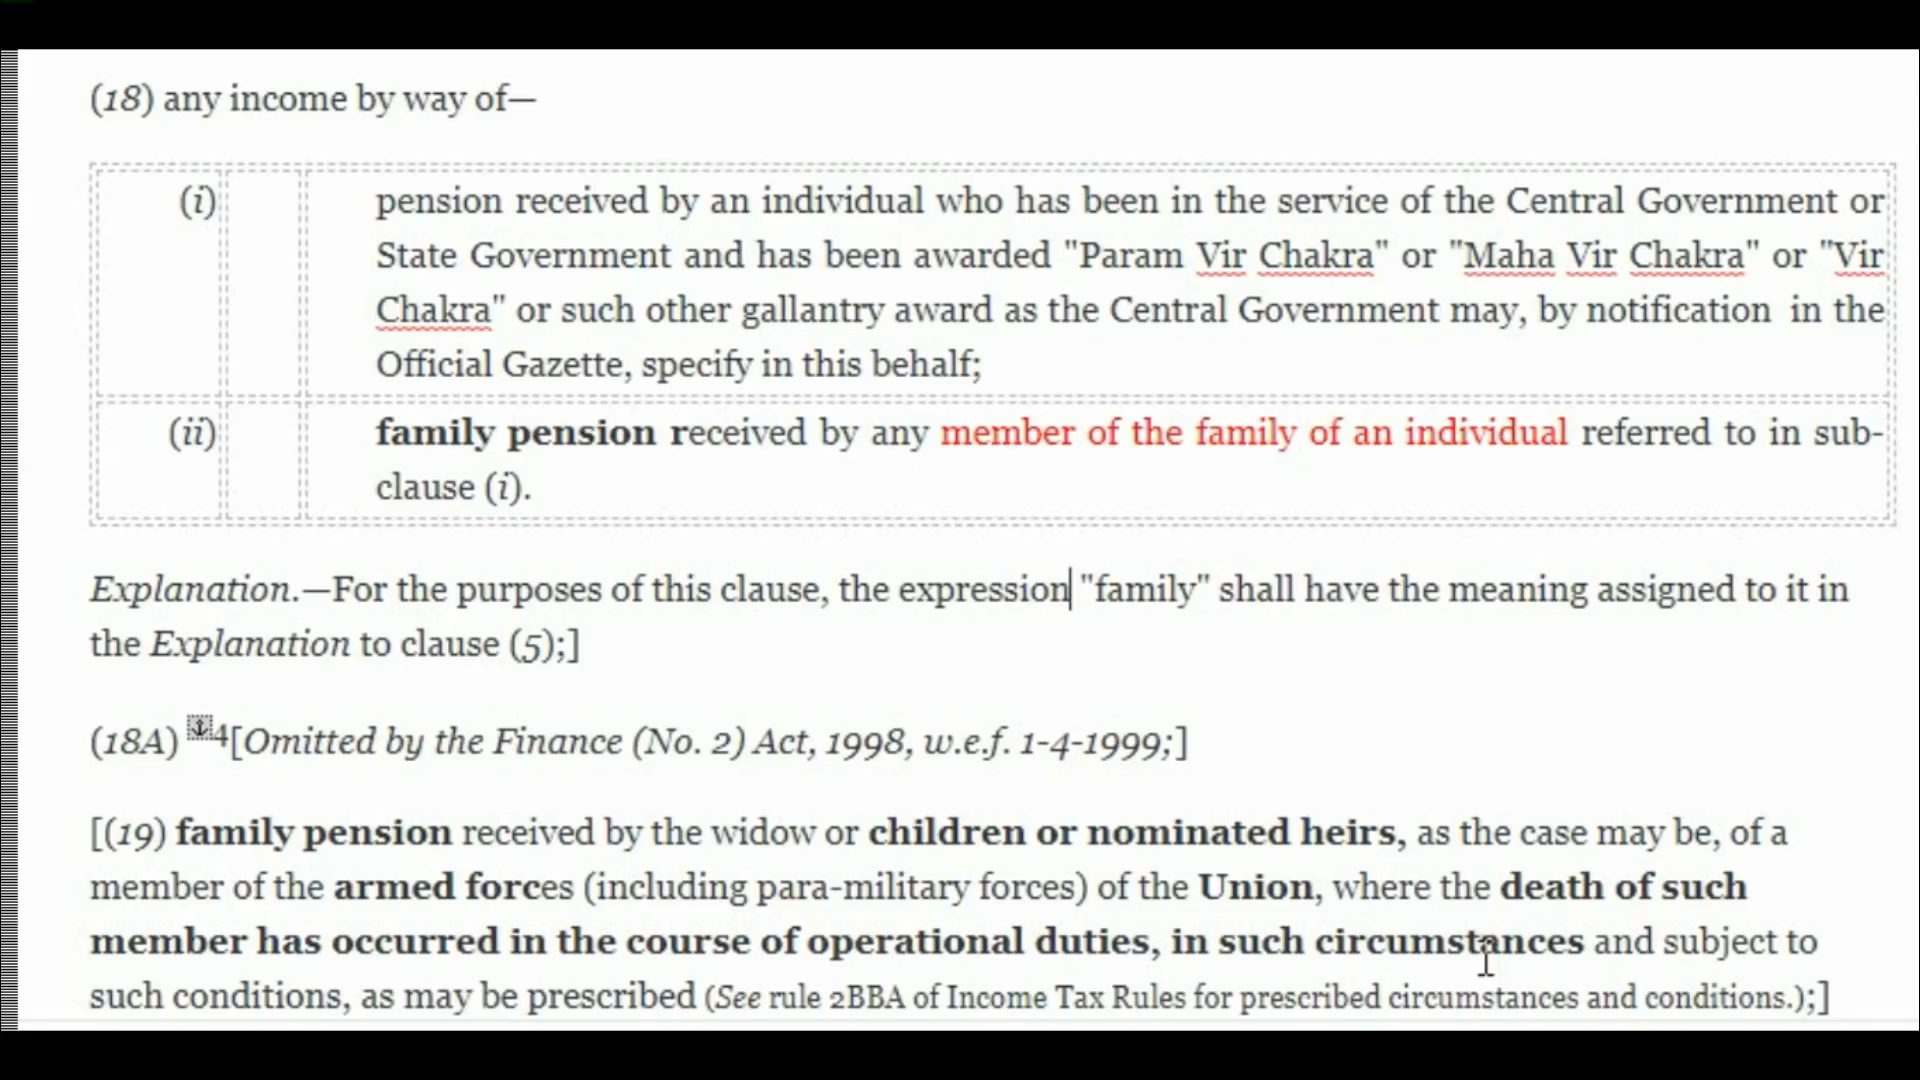 (18) any income by way of—
(i) pension received by an individual who has been in the service of the Central Government or
State Government and has been awarded "Param Vir Chakra" or "Maha Vir Chakra" or "Vir
Chakra" or such other gallantry award as the Central Government may, by notification in the
Official Gazette, specify in this behalf;
(ii) family pension received by any member of the family of an individual referred to in sub-
clause (i).
Explanation.—For the purposes of this clause, the expression "family" shall have the meaning assigned to it in
the Explanation to clause (5);]
(18A) 4[Omitted by the Finance (No. 2) Act, 1998, w.e.f. 1-4-1999;]
[(19) family pension received by the widow or children or nominated heirs, as the case may be, of a
member of the armed forces (including para-military forces) of the Union, where the death of such
member has occurred in the course of operational duties, in such circumstances and subject to
such conditions, as may be prescribed (See rule 2BBA of Income Tax Rules for prescribed circumstances and conditions.);]